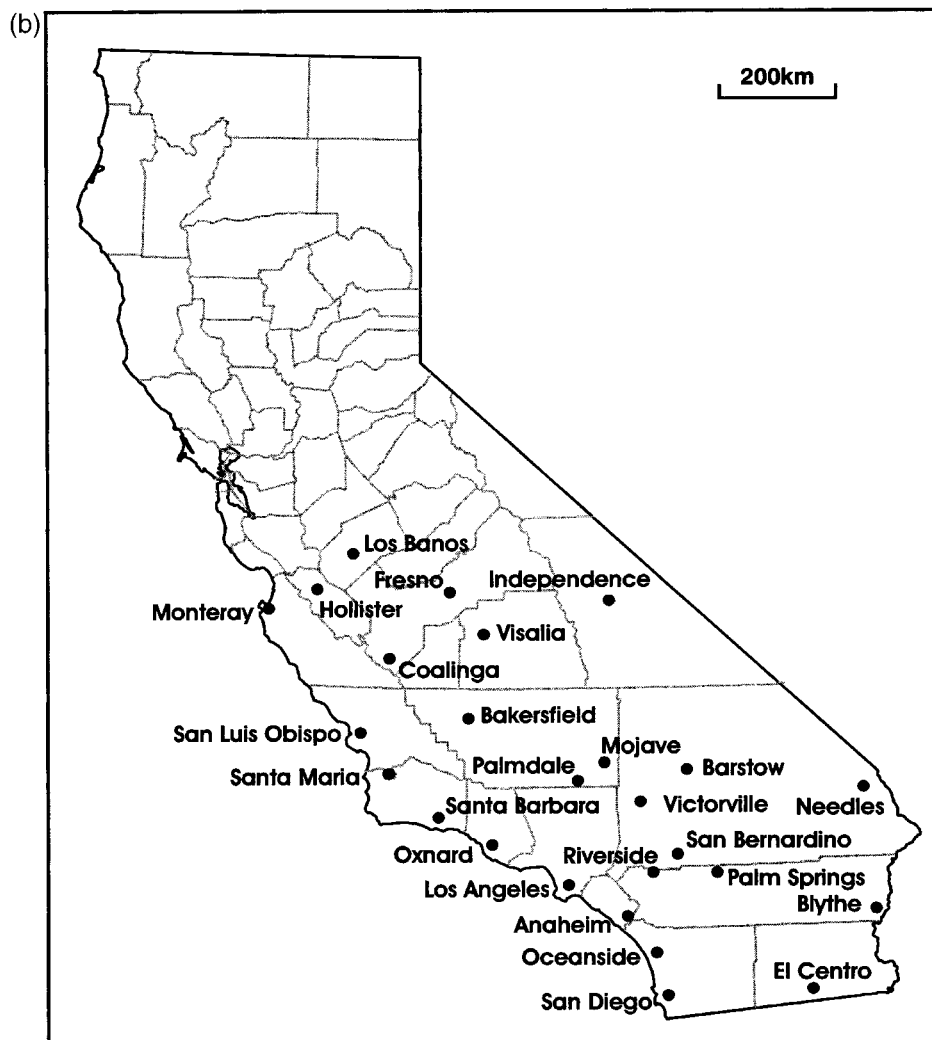 (b)
200km
Los Banos
Fresno
Independence
Monteray
Hollister
Visalia
Coalinga
Bakersfield
San Luis Obispo
Mojave
Santa Maria
Palmdale
Barstow
Santa Barbara
Victorville
Needles
Oxnard
San Bernardino
Riverside
Los Angeles
Palm Springs
Blythe
Anaheim
Oceanside
El Centro
San Diego